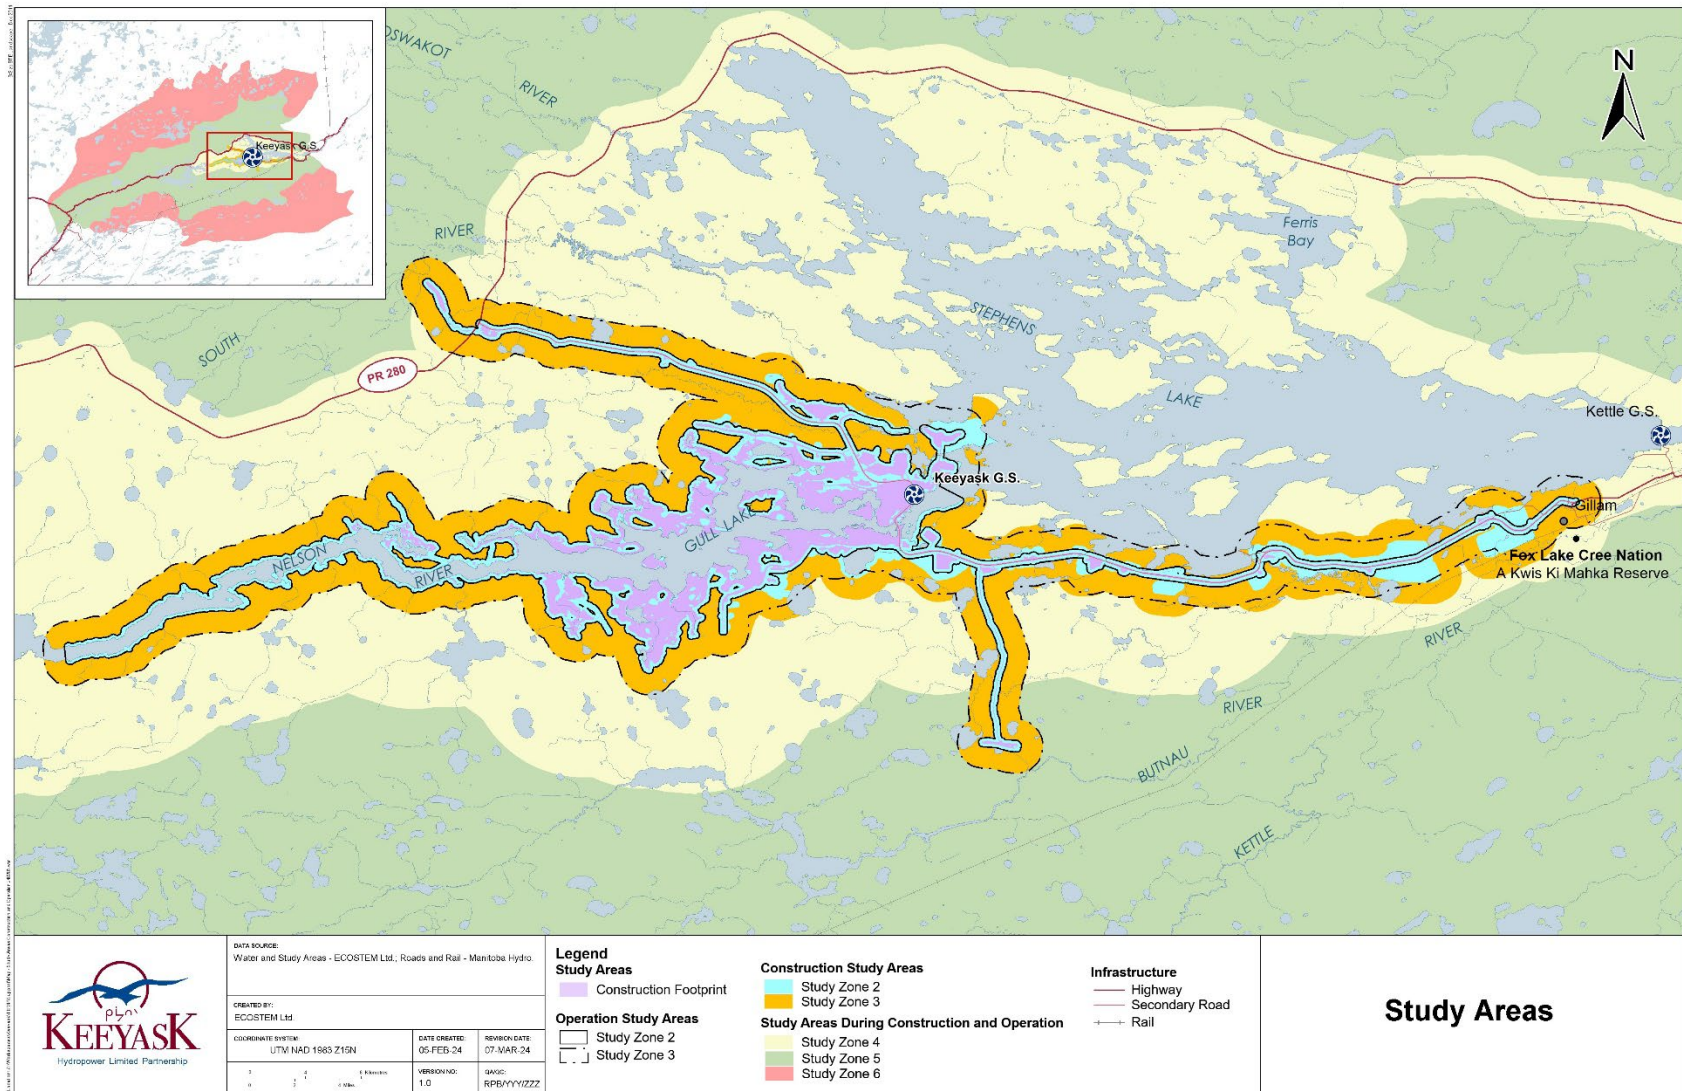 Keeyask G.S.
OSWAKOT
RIVER
N
RIVER
Ferris
Bay
STEPHENS
SOUTH
PR 280
LAKE
Kettle G.S.
Keeyask G.S.
Gillam
GULL LAKE
NELSON
RIVER
Fox Lake Cree Nation
A Kwis Ki Mahka Reserve
RIVER
RIVER
BUTNAU
KETTLE
KEEYASK
Hydropower Limited Partnership
DATA SOURCE:
Water and Study Areas - ECOSTEM Ltd.; Roads and Rail - Manitoba Hydro.
CREATED BY:
ECOSTEM Ltd
COORDINATE SYSTEM:
UTM NAD 1983 Z15N
DATE CREATED:
05-FEB-24
REVISION DATE:
07-MAR-24
VERSION NO:
1.0
QA/QC:
RPB/YYY/ZZZ
Legend
Study Areas
Construction Footprint
Operation Study Areas
Study Zone 2
Study Zone 3
Construction Study Areas
Study Zone 2
Study Zone 3
Study Areas During Construction and Operation
Study Zone 4
Study Zone 5
Study Zone 6
Infrastructure
Highway
Secondary Road
Rail
Study Areas